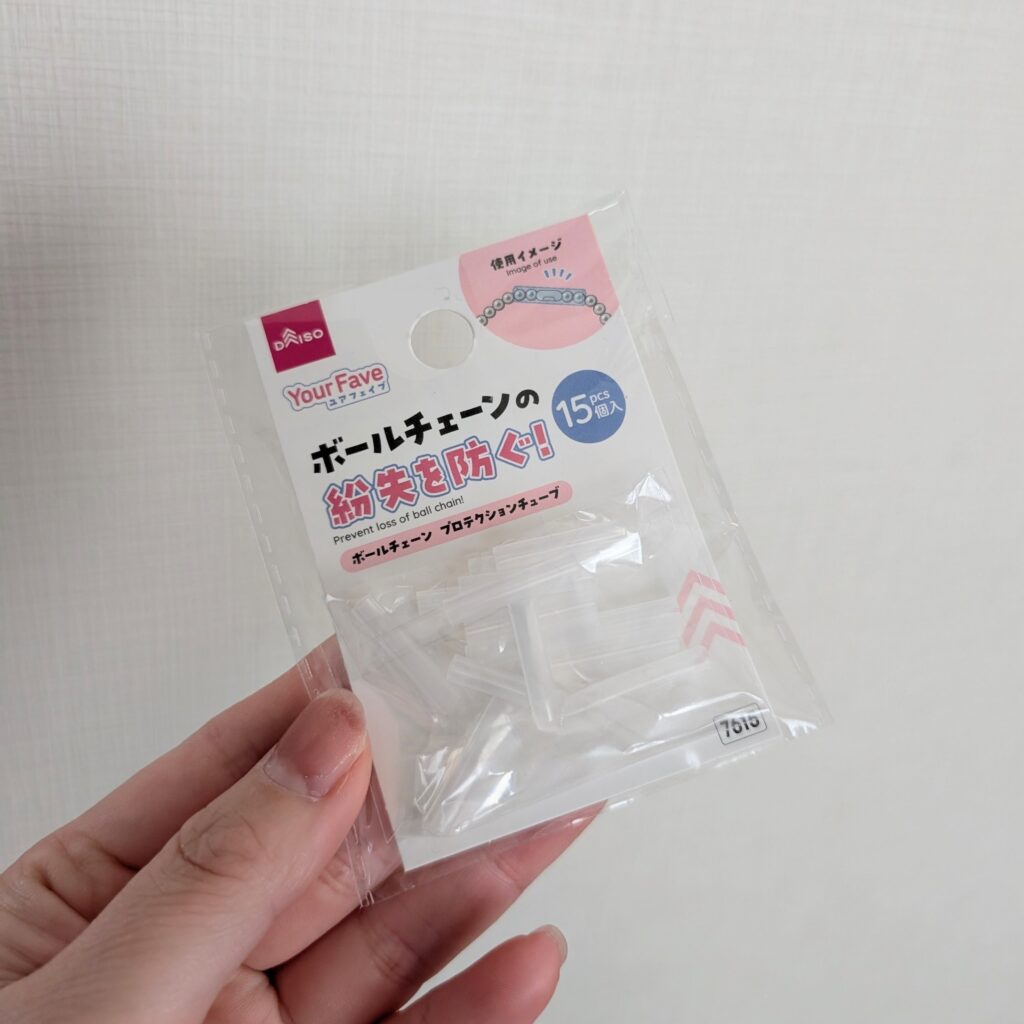 使用イメージ
Image of use
DAISO
Your Fave
ユアフェイブ
ボールチェーンの
紛失を防ぐ!
15pcs
個入
Prevent loss of ball chain!
ボールチェーン プロテクションチューブ
7615